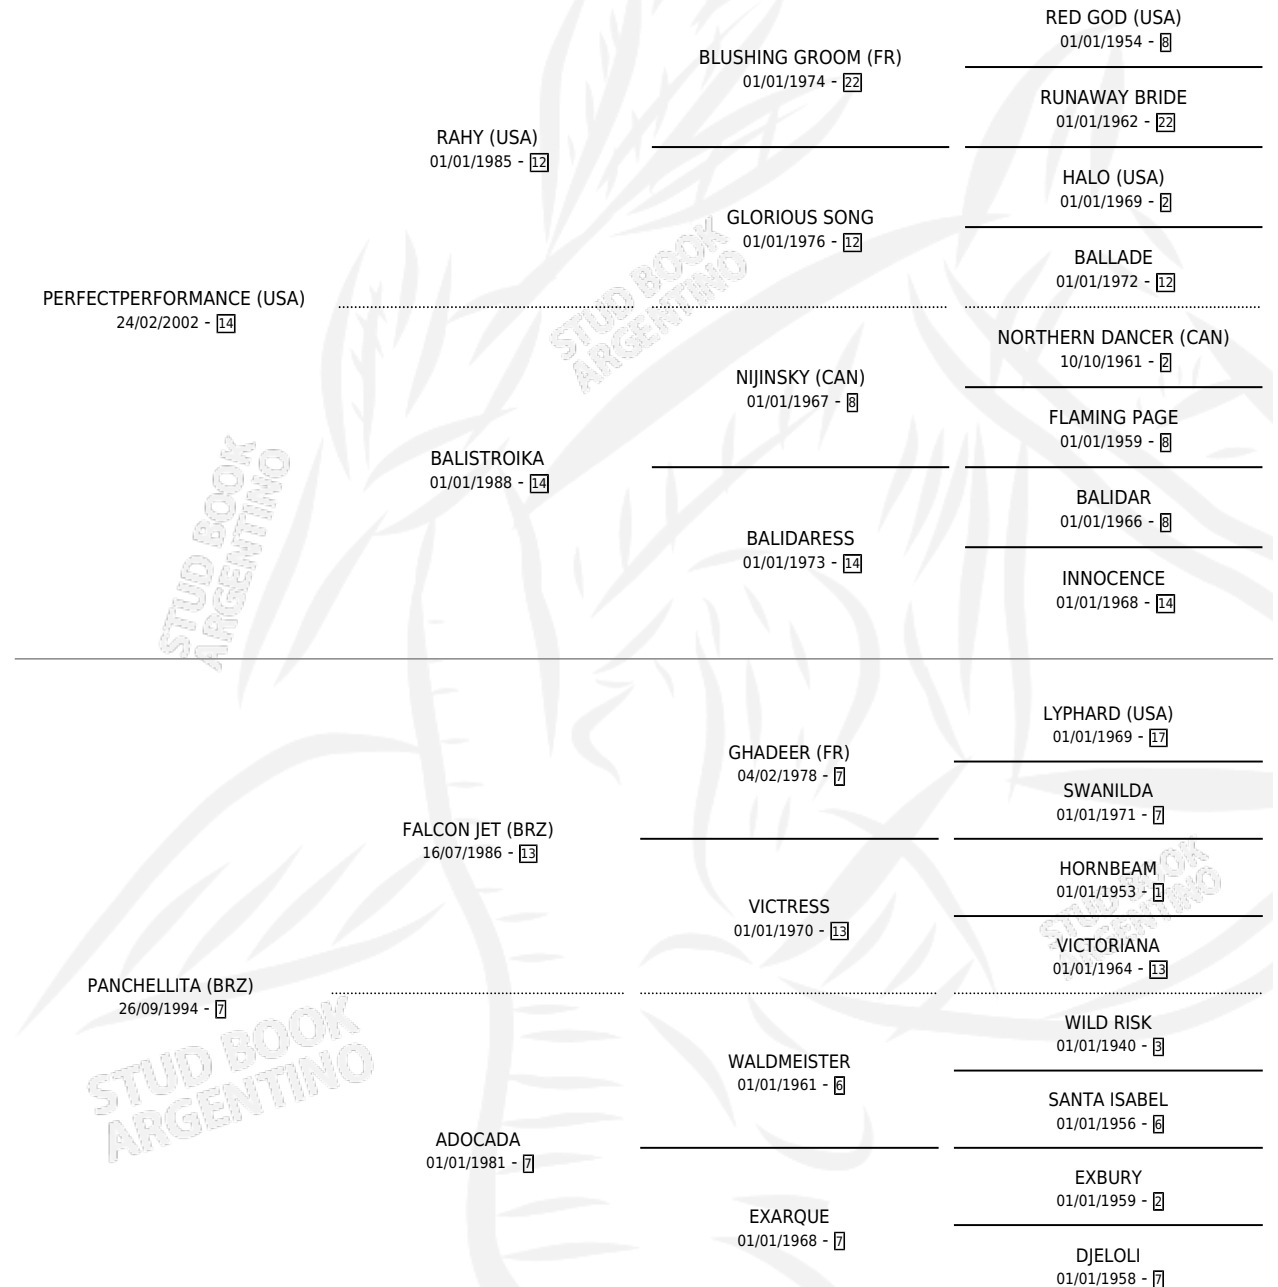 RED GOD (USA)
01/01/1954 - 8
BLUSHING GROOM (FR)
01/01/1974 - 22
RUNAWAY BRIDE
01/01/1962 - 22
RAHY (USA)
01/01/1985 - 12
HALO (USA)
01/01/1969 - 2
GLORIOUS SONG
01/01/1976 - 12
BALLADE
01/01/1972 - 12
PERFECTPERFORMANCE (USA)
24/02/2002 - 14
NORTHERN DANCER (CAN)
10/10/1961 - 2
NIJINSKY (CAN)
01/01/1967 - 8
FLAMING PAGE
01/01/1959 - 8
BALISTROIKA
01/01/1988 - 14
BALIDAR
01/01/1966 - 8
BALIDARESS
01/01/1973 - 14
INNOCENCE
01/01/1968 - 14
STUD BOOK
ARGENTINO
STUD BOOK
ARGENTINO
LYPHARD (USA)
01/01/1969 - 17
GHADEER (FR)
04/02/1978 - 7
SWANILDA
01/01/1971 - 7
FALCON JET (BRZ)
16/07/1986 - 13
HORNBEAM
01/01/1953 - 1
VICTRESS
01/01/1970 - 13
VICTORIANA
01/01/1964 - 13
STUD BOOK
ARGENTINO
PANCHELLITA (BRZ)
26/09/1994 - 7
WILD RISK
01/01/1940 - 3
WALDMEISTER
01/01/1961 - 6
SANTA ISABEL
01/01/1956 - 6
STUD BOOK
ARGENTINO
ADOCADA
01/01/1981 - 7
EXBURY
01/01/1959 - 2
EXARQUE
01/01/1968 - 7
DJELOLI
01/01/1958 - 7